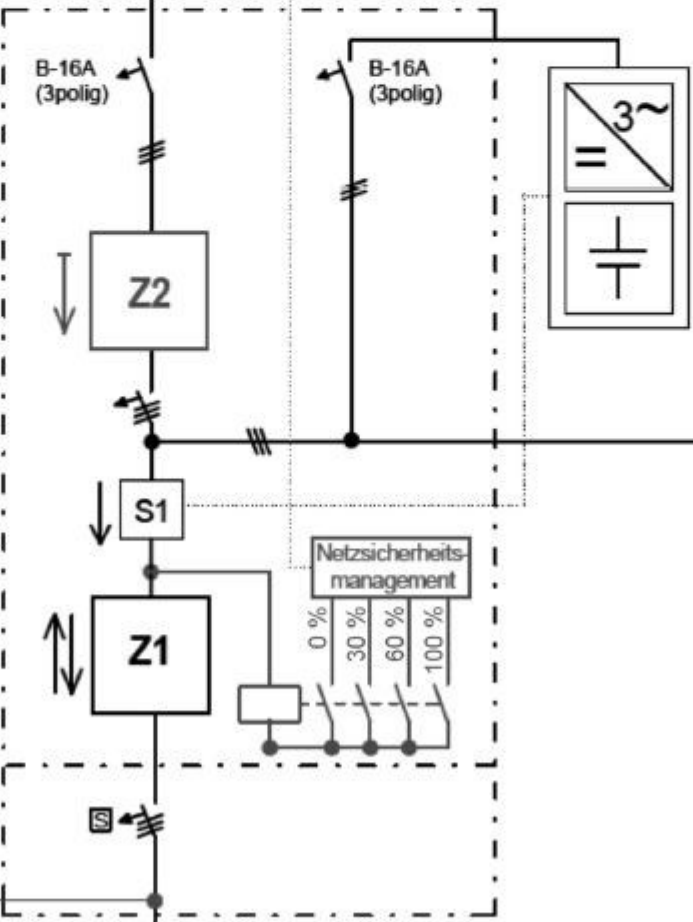 B-16A
(3polig)
B-16A
(3polig)
3~
=
Z2
S1
Netzsicherheits-
management
0 %
30 %
60 %
100 %
Z1
S